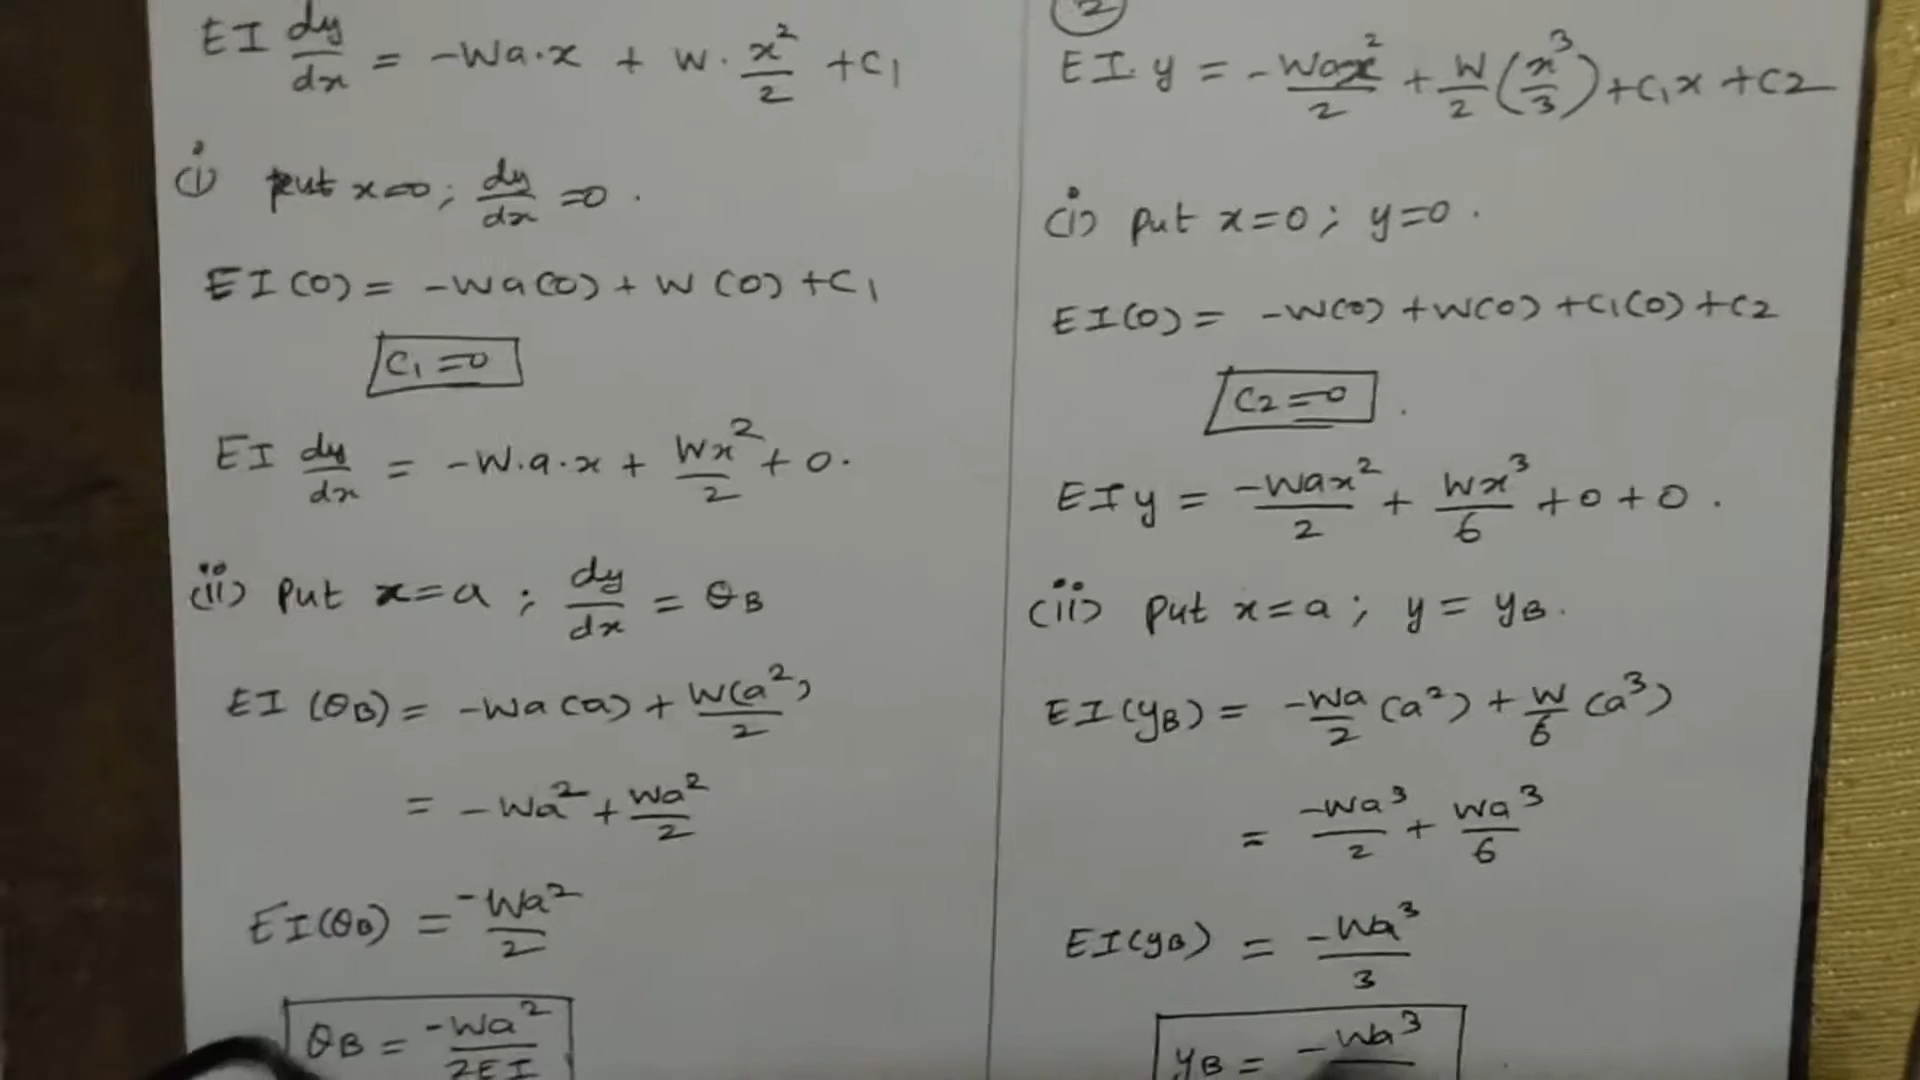 EI dy/dx = -Wa·x + W·x²/2 + C₁
(i) put x=0; dy/dx =0.
EI(0) = -Wa(0) + W(0) + C₁
C₁ =0
EI dy/dx = -W.a.x + Wx²/2 + 0.
(ii) Put x=a ; dy/dx = θB
EI (θB) = -Wa(a) + W(a²)/2
= -Wa² + Wa²/2
EI(θB) = -Wa²/2
θB = -Wa²/2EI
2
EI.y = -Wax²/2 + W/2 (x³/3) + C₁x + C2
(i) Put x=0; y=0.
EI(0) = -W(0) + W(0) + C₁(0) + C2
C2 =0.
EIy = -Wax²/2 + Wx³/6 + 0 + 0.
(ii) Put x=a; y = yB.
EI(yB) = -Wa/2 (a²) + W/6 (a³)
= -Wa³/2 + Wa³/6
EI(yB) = -Wa³/3
yB = -Wa³